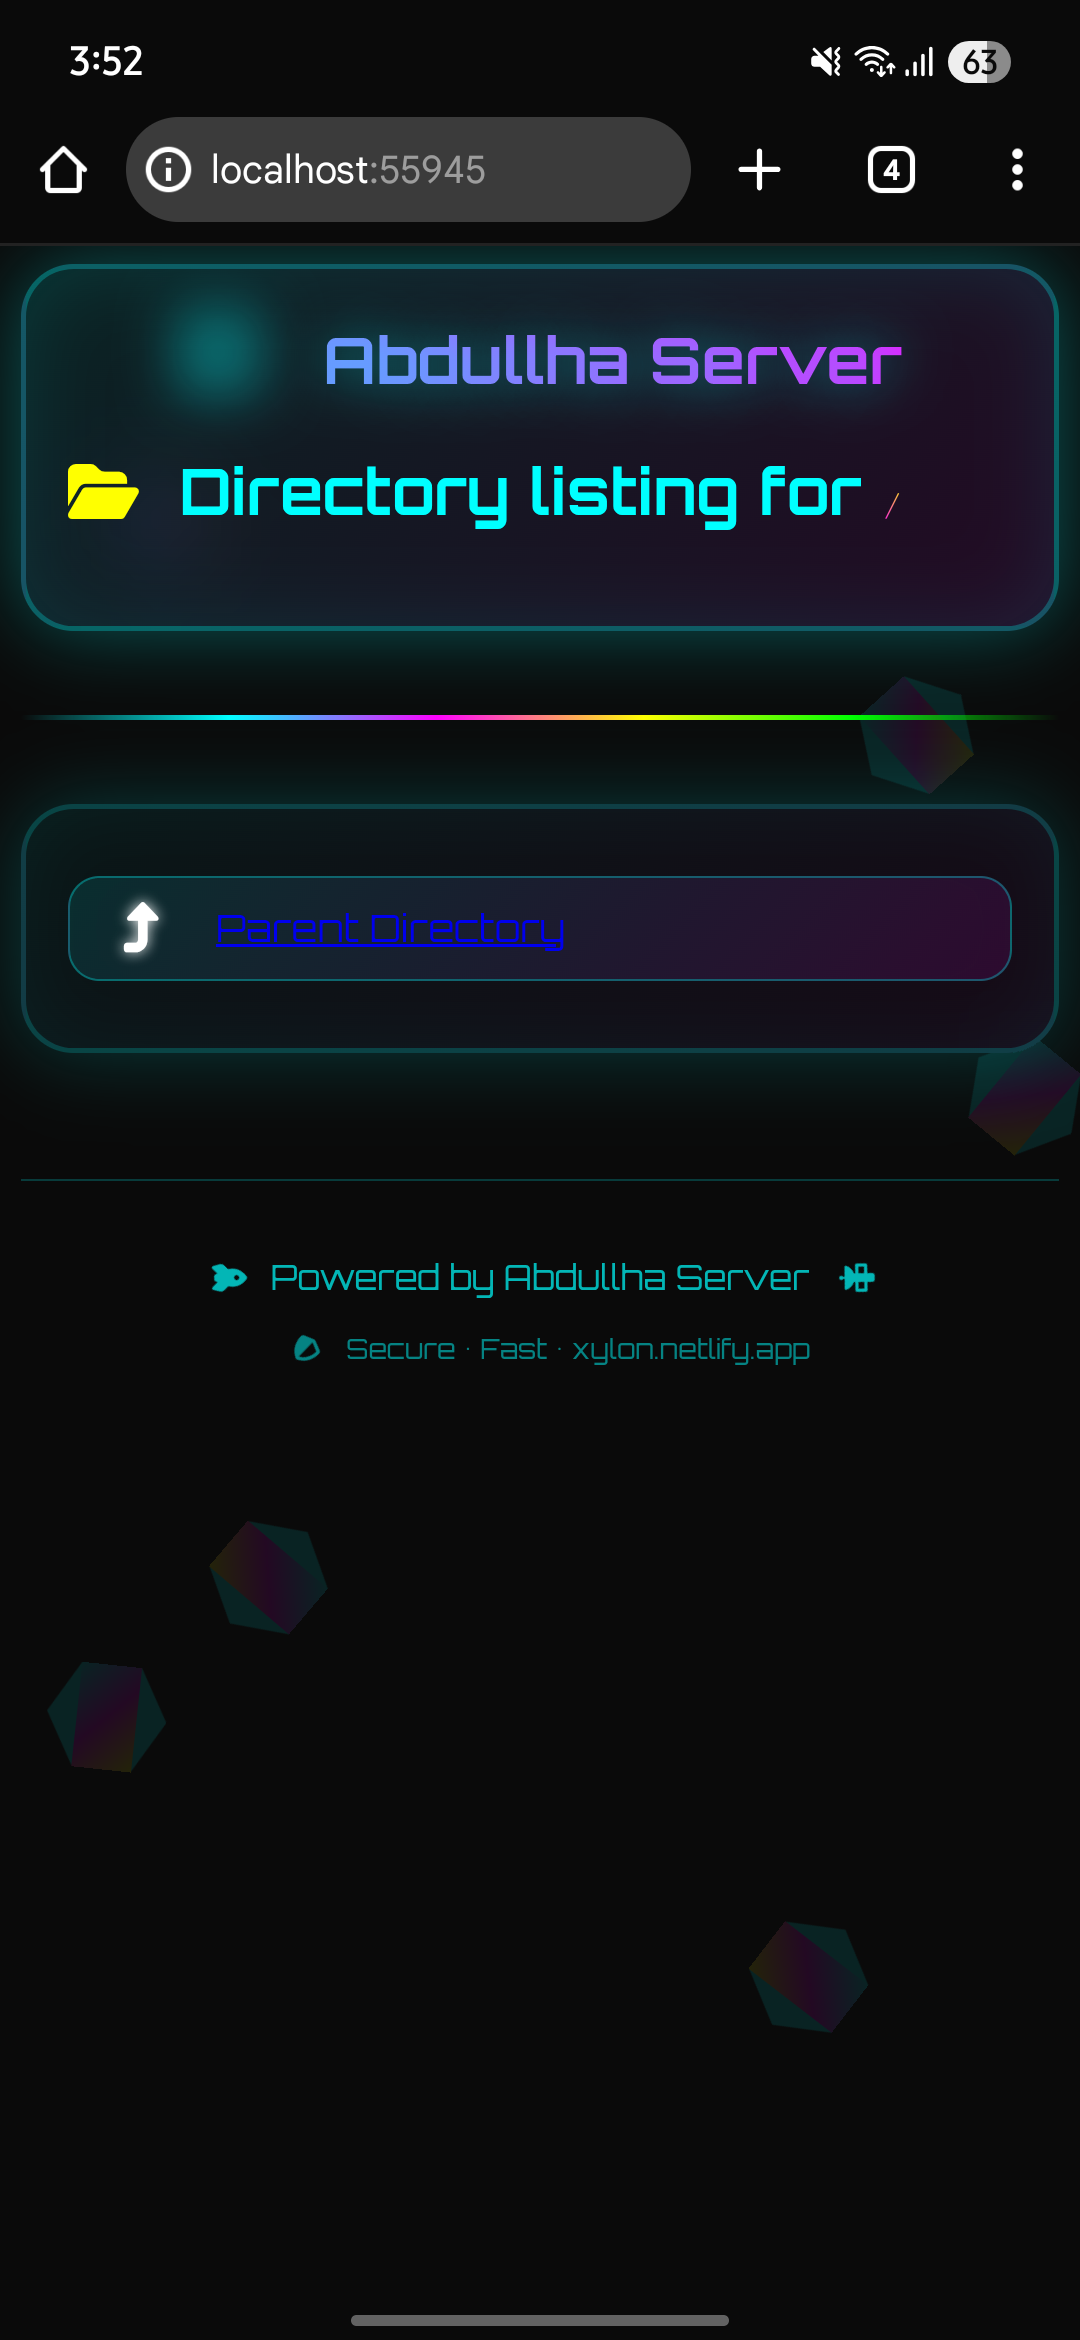 3:52
63
localhost:55945
4
Abdullha Server
Directory listing for /
Parent Directory
Powered by Abdullha Server
Secure · Fast · xylon.netlify.app